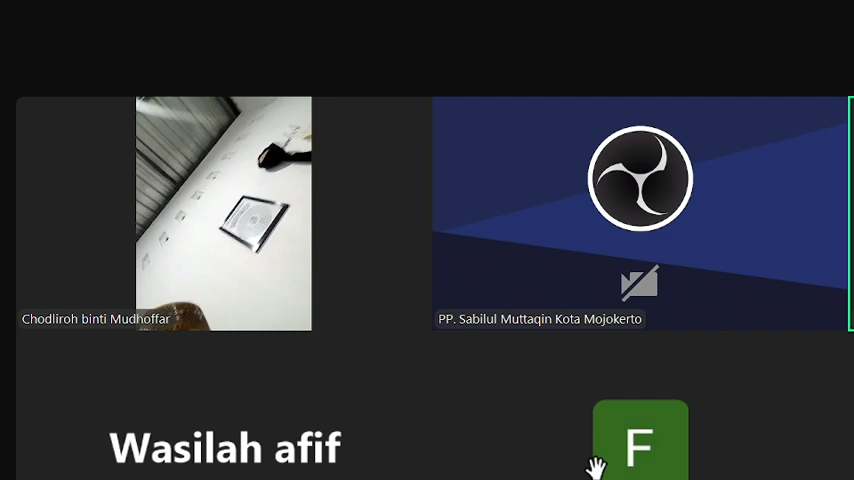 Chodliroh binti Mudhoffar
PP. Sabilul Muttaqin Kota Mojokerto
Wasilah afif
F